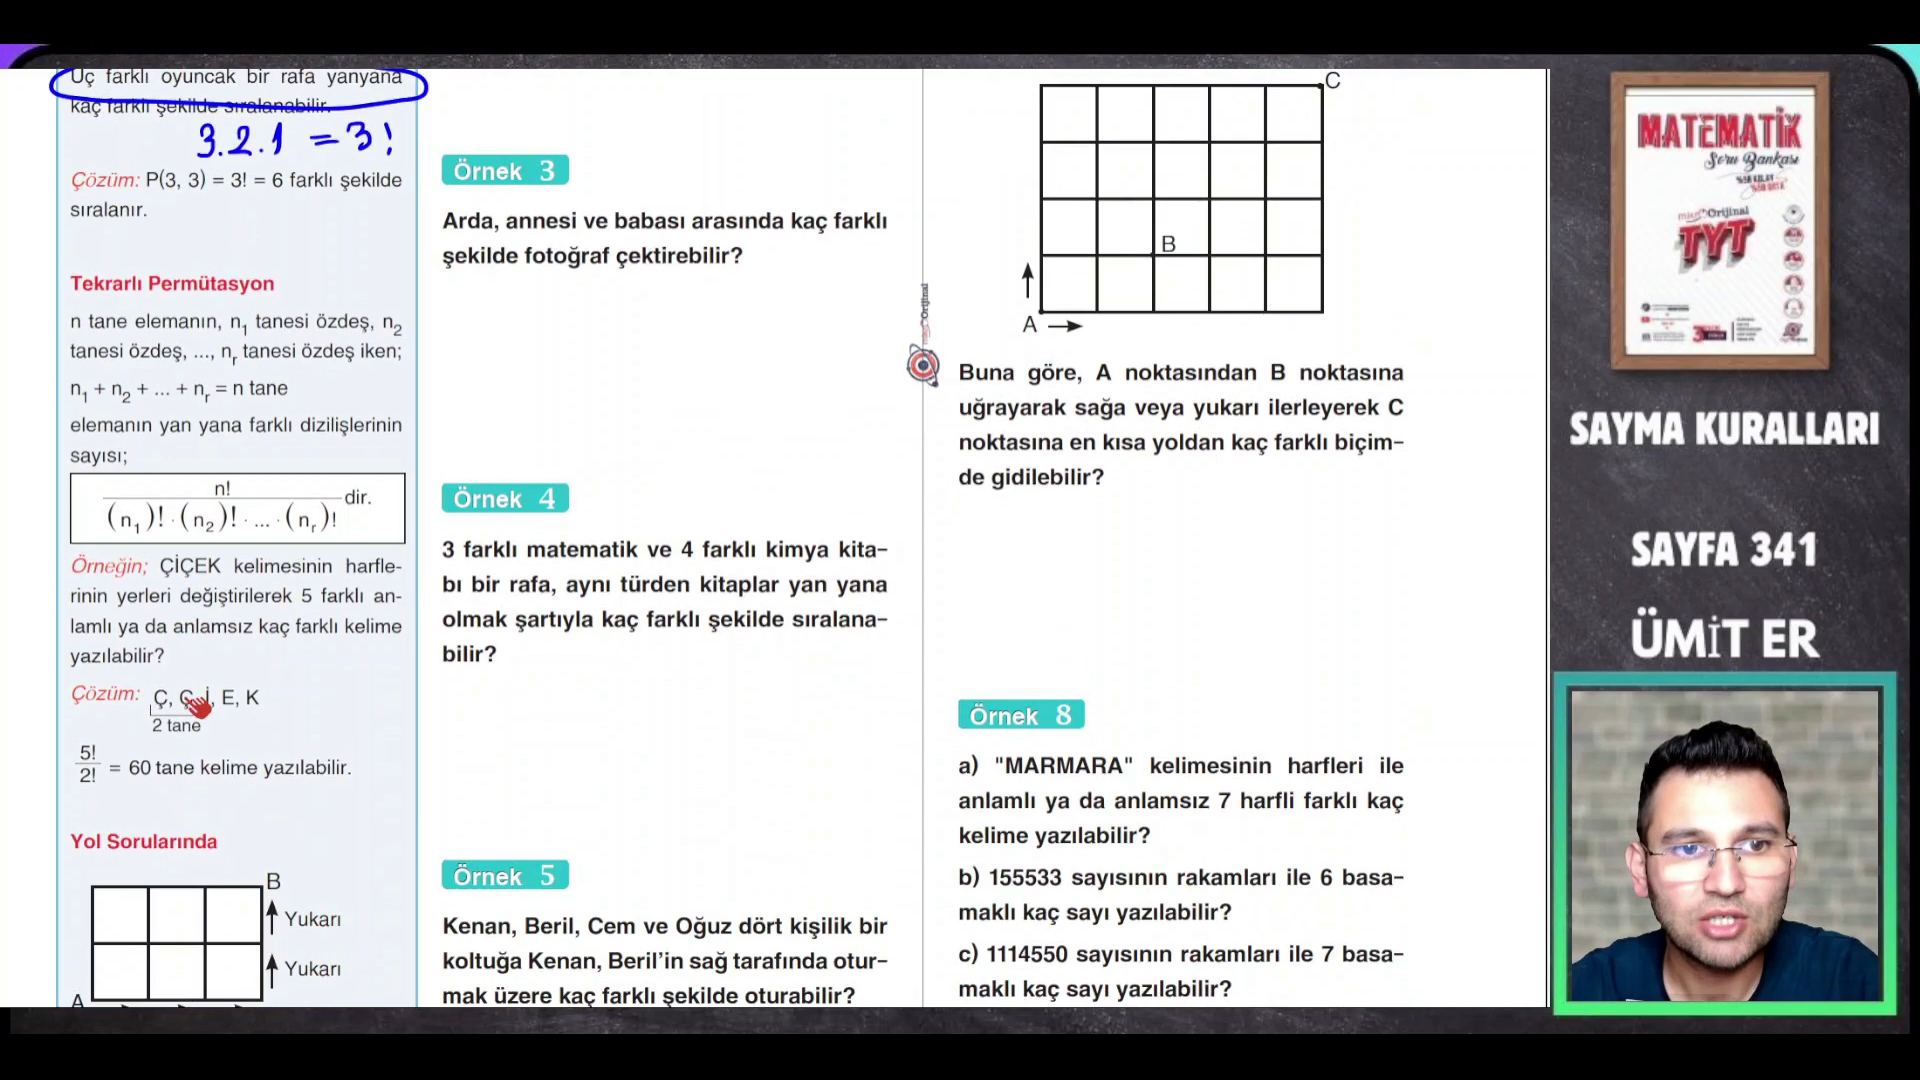 Üç farklı oyuncak bir rafa yanyana
kaç farklı şekilde sıralanabilir.
3.2.1 = 3!
Çözüm: P(3, 3) = 3! = 6 farklı şekilde
sıralanır.
Tekrarlı Permütasyon
n tane elemanın, n1 tanesi özdeş, n2
tanesi özdeş, ..., nr tanesi özdeş iken;
n1 + n2 + ... + nr = n tane
elemanın yan yana farklı dizilişlerinin
sayısı;
n!
(n1)! · (n2)! · ... · (nr)!
dir.
Örneğin; ÇİÇEK kelimesinin harfle-
rinin yerleri değiştirilerek 5 farklı an-
lamlı ya da anlamsız kaç farklı kelime
yazılabilir?
Çözüm: Ç, Ç, İ, E, K
2 tane
5!
2!
= 60 tane kelime yazılabilir.
Yol Sorularında
B
Yukarı
Yukarı
A
Örnek 3
Arda, annesi ve babası arasında kaç farklı
şekilde fotoğraf çektirebilir?
Örnek 4
3 farklı matematik ve 4 farklı kimya kita-
bı bir rafa, aynı türden kitaplar yan yana
olmak şartıyla kaç farklı şekilde sıralana-
bilir?
Örnek 5
Kenan, Beril, Cem ve Oğuz dört kişilik bir
koltuğa Kenan, Beril'in sağ tarafında otur-
mak üzere kaç farklı şekilde oturabilir?
Orijinal
C
B
A
Buna göre, A noktasından B noktasına
uğrayarak sağa veya yukarı ilerleyerek C
noktasına en kısa yoldan kaç farklı biçim-
de gidilebilir?
Örnek 8
a) "MARMARA" kelimesinin harfleri ile
anlamlı ya da anlamsız 7 harfli farklı kaç
kelime yazılabilir?
b) 155533 sayısının rakamları ile 6 basa-
maklı kaç sayı yazılabilir?
c) 1114550 sayısının rakamları ile 7 basa-
maklı kaç sayı yazılabilir?
MATEMATİK
Soru Bankası
Orijinal
TYT
SAYMA KURALLARI
SAYFA 341
ÜMİT ER